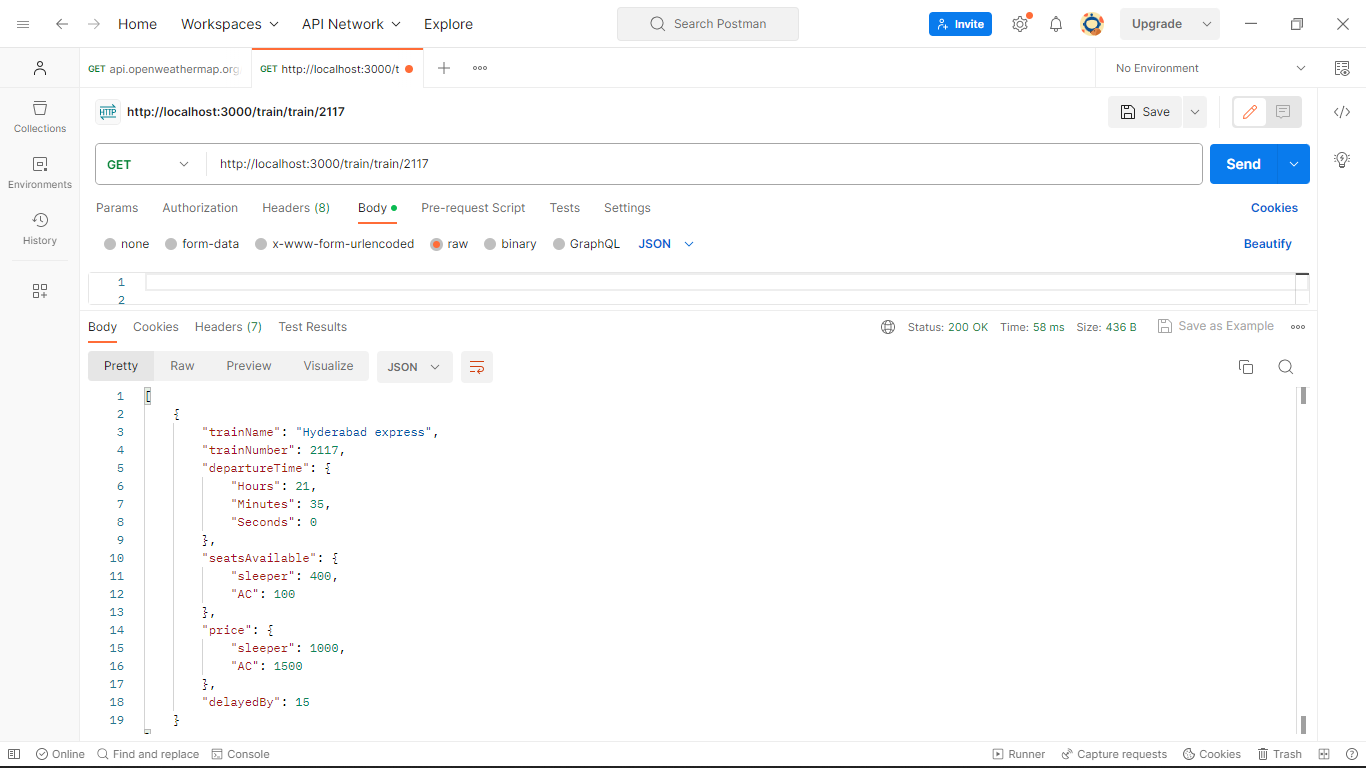 Home Workspaces API Network Explore Search Postman Invite Upgrade
GET api.openweathermap.org GET http://localhost:3000/t No Environment
HTTP http://localhost:3000/train/train/2117 Save
GET http://localhost:3000/train/train/2117 Send
Params Authorization Headers (8) Body Pre-request Script Tests Settings Cookies
none form-data x-www-form-urlencoded raw binary GraphQL JSON Beautify
Collections
Environments
History
1
2
Body Cookies Headers (7) Test Results Status: 200 OK Time: 58 ms Size: 436 B Save as Example
Pretty Raw Preview Visualize JSON
1 [
2 {
3 "trainName": "Hyderabad express",
4 "trainNumber": 2117,
5 "departureTime": {
6 "Hours": 21,
7 "Minutes": 35,
8 "Seconds": 0
9 },
10 "seatsAvailable": {
11 "sleeper": 400,
12 "AC": 100
13 },
14 "price": {
15 "sleeper": 1000,
16 "AC": 1500
17 },
18 "delayedBy": 15
19 }
Online Find and replace Console Runner Capture requests Cookies Trash